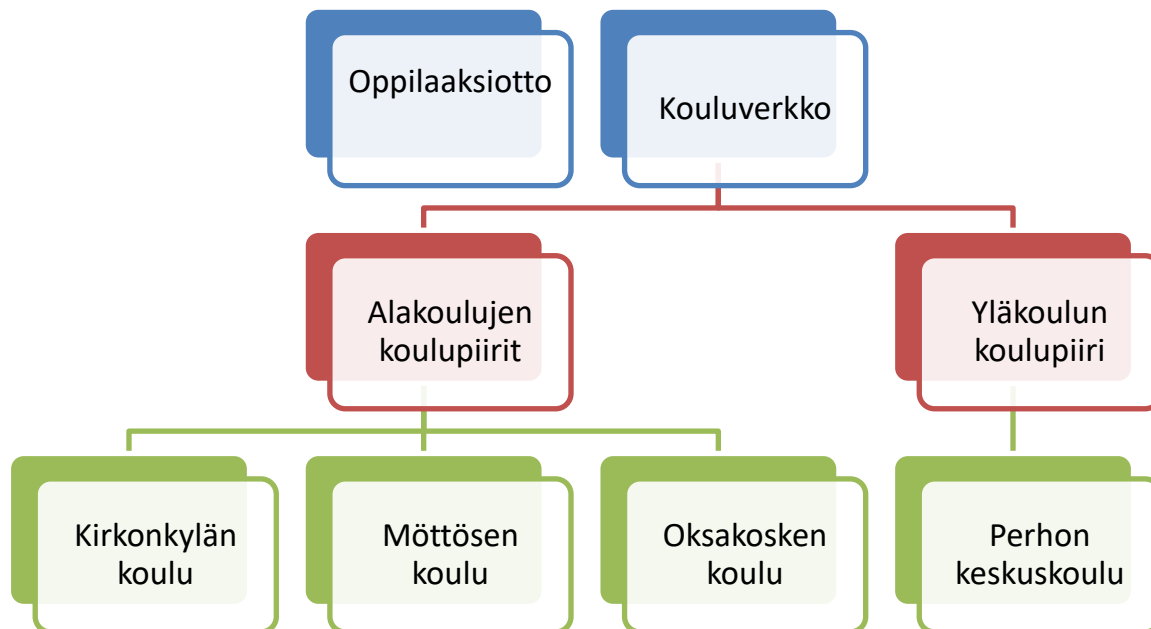 Oppilaaksiotto
Kouluverkko
Alakoulujen
koulupiirit
Yläkoulun
koulupiiri
Kirkonkylän
koulu
Möttösen
koulu
Oksakosken
koulu
Perhon
keskuskoulu